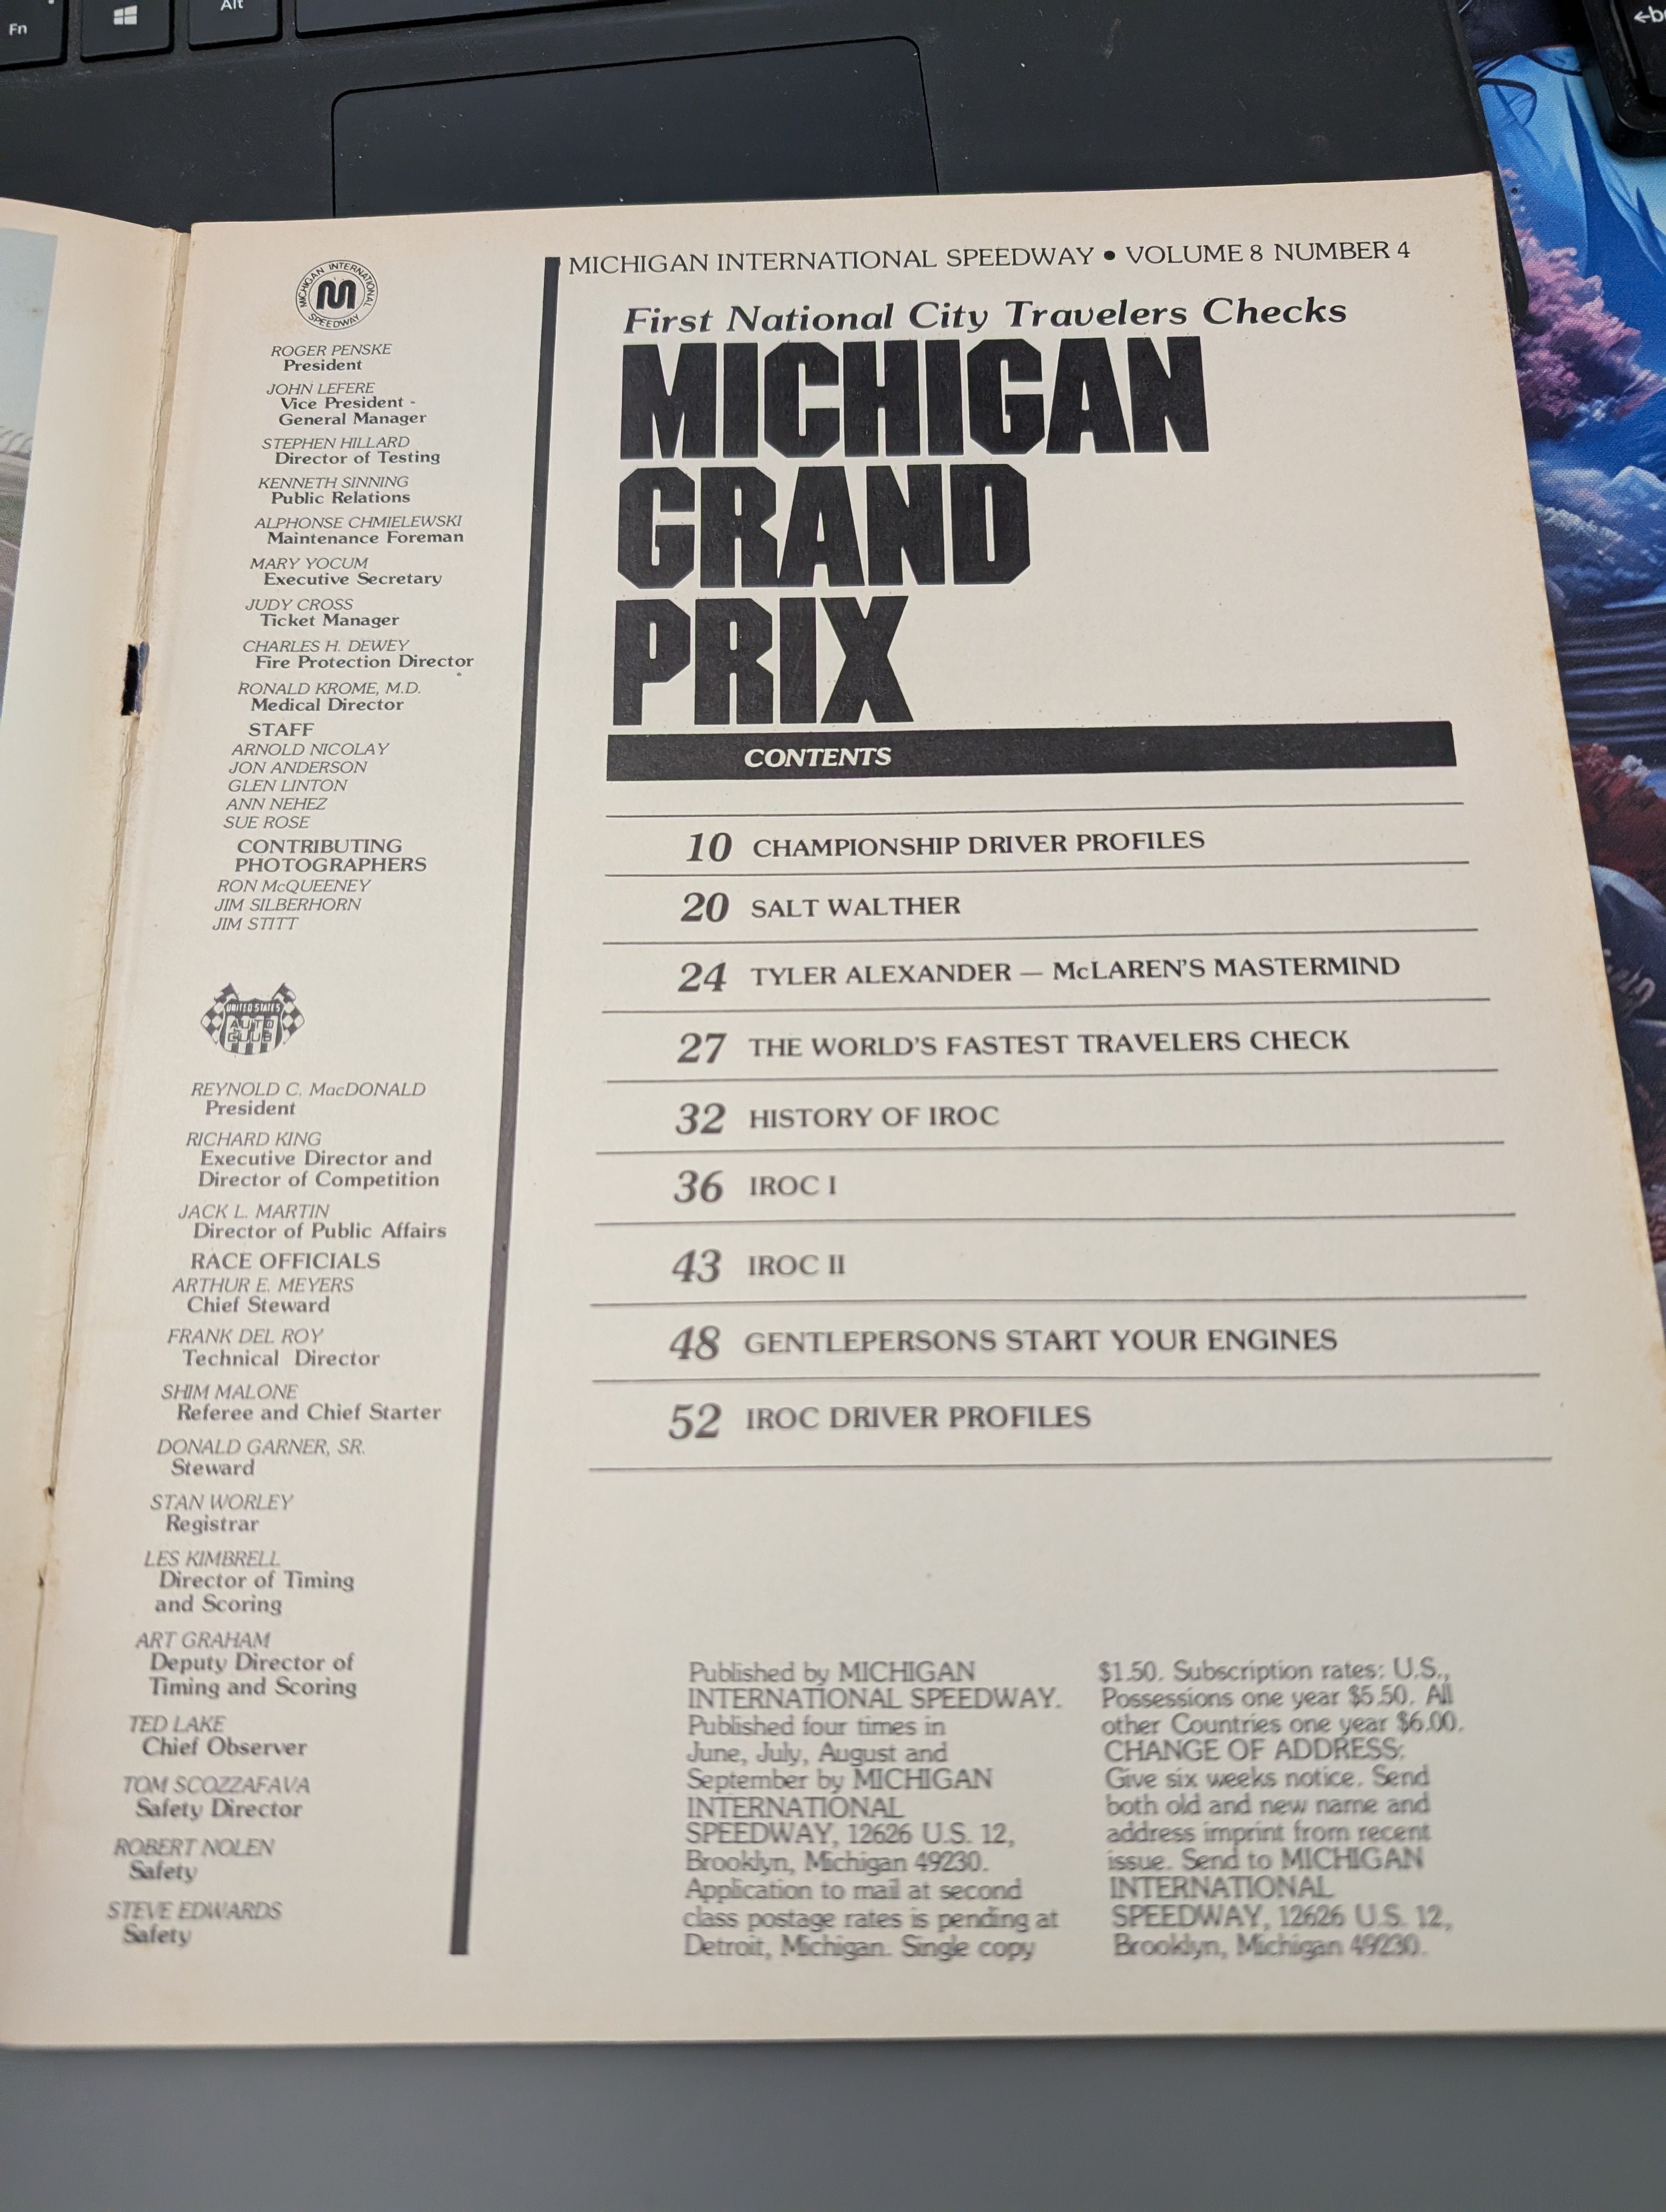 Fn
Alt
MICHIGAN INTERNATIONAL
M
SPEEDWAY
ROGER PENSKE
President
JOHN LEFERE
Vice President -
General Manager
STEPHEN HILLARD
Director of Testing
KENNETH SINNING
Public Relations
ALPHONSE CHMIELEWSKI
Maintenance Foreman
MARY YOCUM
Executive Secretary
JUDY CROSS
Ticket Manager
CHARLES H. DEWEY
Fire Protection Director
RONALD KROME, M.D.
Medical Director
STAFF
ARNOLD NICOLAY
JON ANDERSON
GLEN LINTON
ANN NEHEZ
SUE ROSE
CONTRIBUTING
PHOTOGRAPHERS
RON McQUEENEY
JIM SILBERHORN
JIM STITT
UNITED STATES
AUTO
CLUB
REYNOLD C. MacDONALD
President
RICHARD KING
Executive Director and
Director of Competition
JACK L. MARTIN
Director of Public Affairs
RACE OFFICIALS
ARTHUR E. MEYERS
Chief Steward
FRANK DEL ROY
Technical Director
SHIM MALONE
Referee and Chief Starter
DONALD GARNER, SR.
Steward
STAN WORLEY
Registrar
LES KIMBRELL
Director of Timing
and Scoring
ART GRAHAM
Deputy Director of
Timing and Scoring
TED LAKE
Chief Observer
TOM SCOZZAFAVA
Safety Director
ROBERT NOLEN
Safety
STEVE EDWARDS
Safety
MICHIGAN INTERNATIONAL SPEEDWAY • VOLUME 8 NUMBER 4
First National City Travelers Checks
MICHIGAN
GRAND
PRIX
CONTENTS
10 CHAMPIONSHIP DRIVER PROFILES
20 SALT WALTHER
24 TYLER ALEXANDER — McLAREN'S MASTERMIND
27 THE WORLD'S FASTEST TRAVELERS CHECK
32 HISTORY OF IROC
36 IROC I
43 IROC II
48 GENTLEPERSONS START YOUR ENGINES
52 IROC DRIVER PROFILES
Published by MICHIGAN
INTERNATIONAL SPEEDWAY.
Published four times in
June, July, August and
September by MICHIGAN
INTERNATIONAL
SPEEDWAY, 12626 U.S. 12,
Brooklyn, Michigan 49230.
Application to mail at second
class postage rates is pending at
Detroit, Michigan. Single copy
$1.50. Subscription rates: U.S.,
Possessions one year $5.50. All
other Countries one year $6.00.
CHANGE OF ADDRESS:
Give six weeks notice. Send
both old and new name and
address imprint from recent
issue. Send to MICHIGAN
INTERNATIONAL
SPEEDWAY, 12626 U.S. 12,
Brooklyn, Michigan 49230.